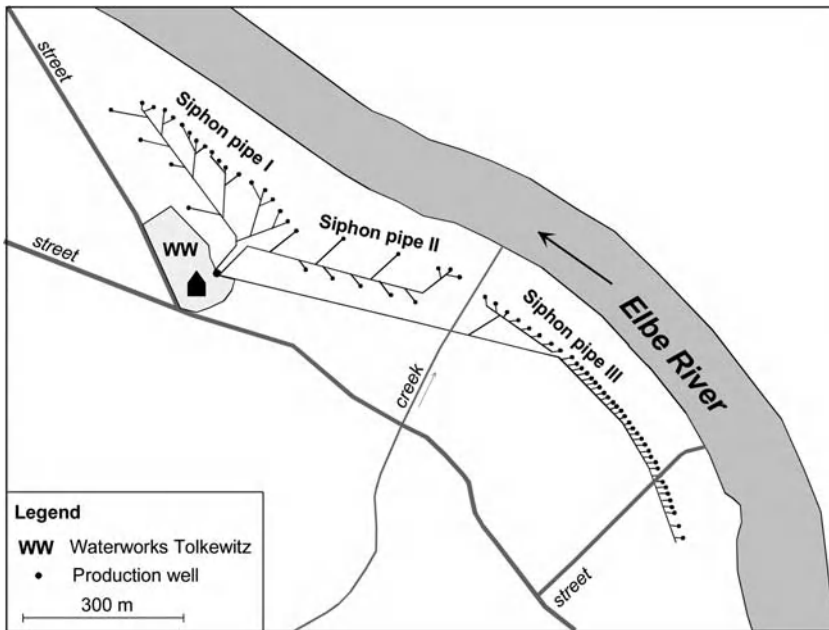 street
Siphon pipe I
Siphon pipe II
WW
street
Siphon pipe III
Elbe River
creek
street
Legend
WW Waterworks Tolkewitz
Production well
300 m